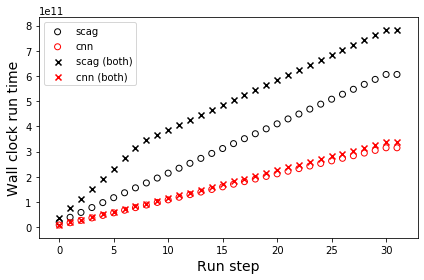 1e11
8
7
6
5
4
3
2
1
0
Wall clock run time
scag
cnn
scag (both)
cnn (both)
0 5 10 15 20 25 30
Run step